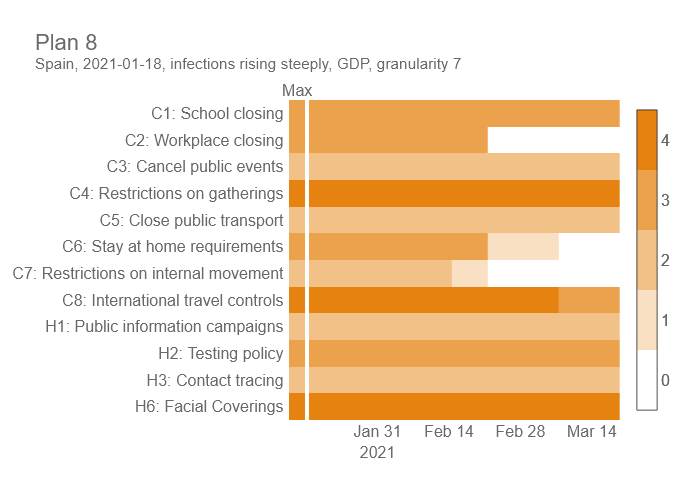 Plan 8
Spain, 2021-01-18, infections rising steeply, GDP, granularity 7
Max
C1: School closing
C2: Workplace closing
C3: Cancel public events
C4: Restrictions on gatherings
C5: Close public transport
C6: Stay at home requirements
C7: Restrictions on internal movement
C8: International travel controls
H1: Public information campaigns
H2: Testing policy
H3: Contact tracing
H6: Facial Coverings
Jan 31 Feb 14 Feb 28 Mar 14
2021
4
3
2
1
0